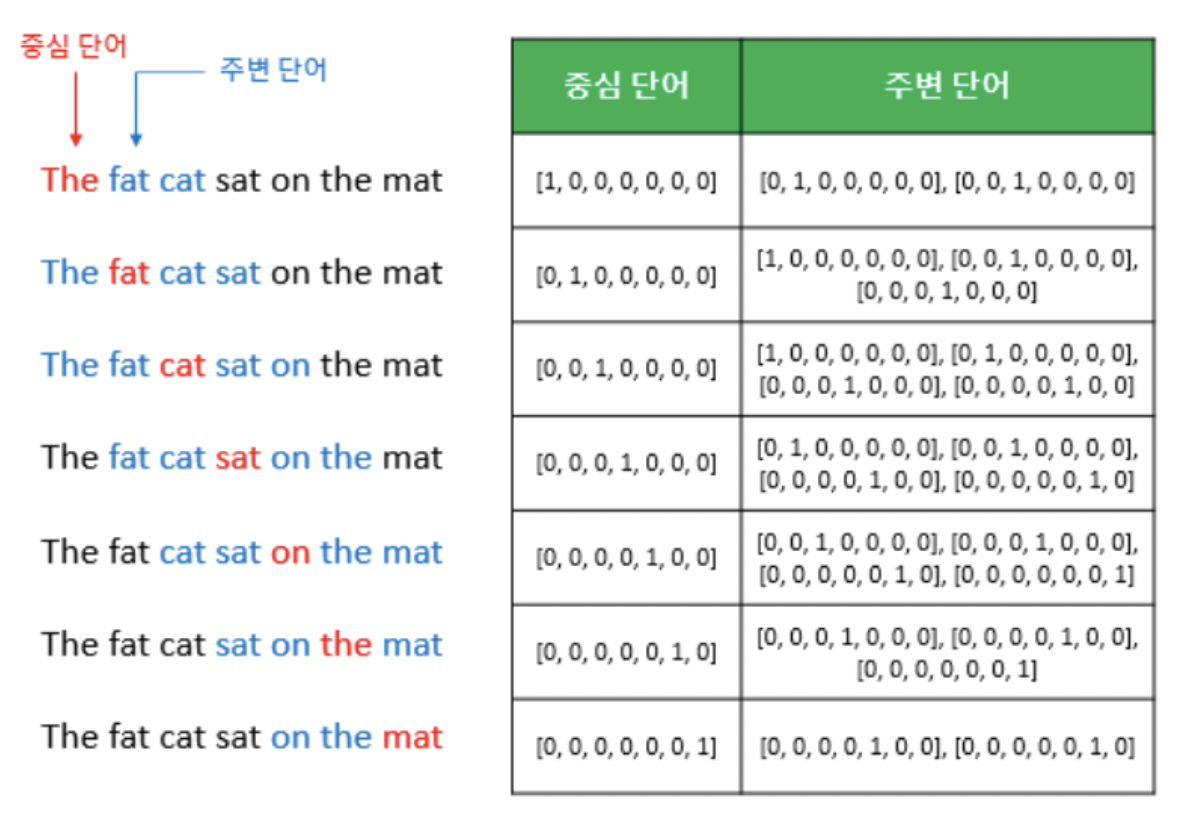 중심 단어
주변 단어
The fat cat sat on the mat
The fat cat sat on the mat
The fat cat sat on the mat
The fat cat sat on the mat
The fat cat sat on the mat
The fat cat sat on the mat
The fat cat sat on the mat
중심 단어 주변 단어
[1, 0, 0, 0, 0, 0, 0] [0, 1, 0, 0, 0, 0, 0], [0, 0, 1, 0, 0, 0, 0]
[0, 1, 0, 0, 0, 0, 0] [1, 0, 0, 0, 0, 0, 0], [0, 0, 1, 0, 0, 0, 0],
[0, 0, 0, 1, 0, 0, 0]
[0, 0, 1, 0, 0, 0, 0] [1, 0, 0, 0, 0, 0, 0], [0, 1, 0, 0, 0, 0, 0],
[0, 0, 0, 1, 0, 0, 0], [0, 0, 0, 0, 1, 0, 0]
[0, 0, 0, 1, 0, 0, 0] [0, 1, 0, 0, 0, 0, 0], [0, 0, 1, 0, 0, 0, 0],
[0, 0, 0, 0, 1, 0, 0], [0, 0, 0, 0, 0, 1, 0]
[0, 0, 0, 0, 1, 0, 0] [0, 0, 1, 0, 0, 0, 0], [0, 0, 0, 1, 0, 0, 0],
[0, 0, 0, 0, 0, 1, 0], [0, 0, 0, 0, 0, 0, 1]
[0, 0, 0, 0, 0, 1, 0] [0, 0, 0, 1, 0, 0, 0], [0, 0, 0, 0, 1, 0, 0],
[0, 0, 0, 0, 0, 0, 1]
[0, 0, 0, 0, 0, 0, 1] [0, 0, 0, 0, 1, 0, 0], [0, 0, 0, 0, 0, 1, 0]